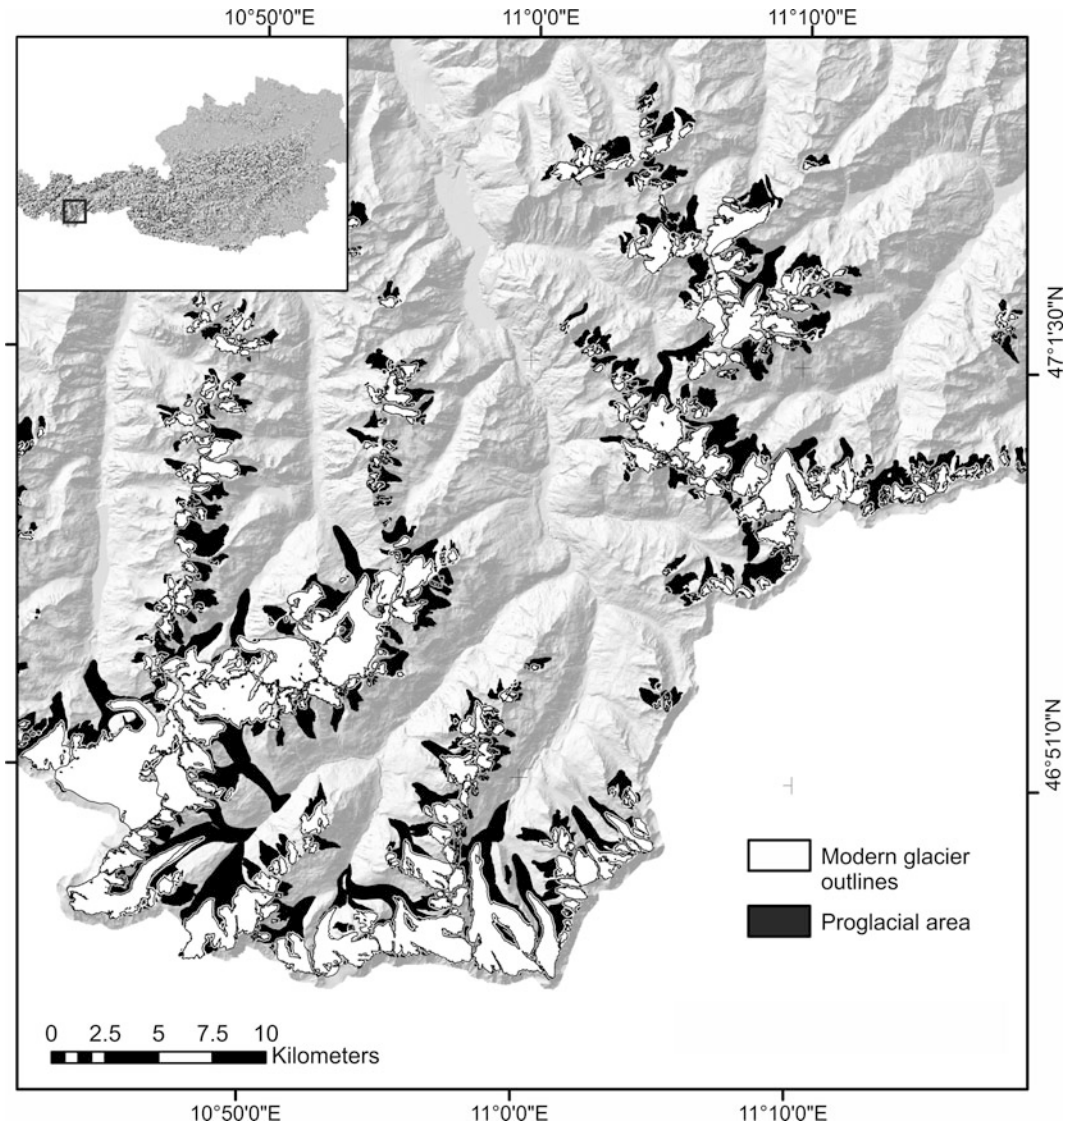 10°50'0"E 11°0'0"E 11°10'0"E
47°1'30"N
46°51'0"N
Modern glacier
outlines
Proglacial area
0 2.5 5 7.5 10
Kilometers
10°50'0"E 11°0'0"E 11°10'0"E